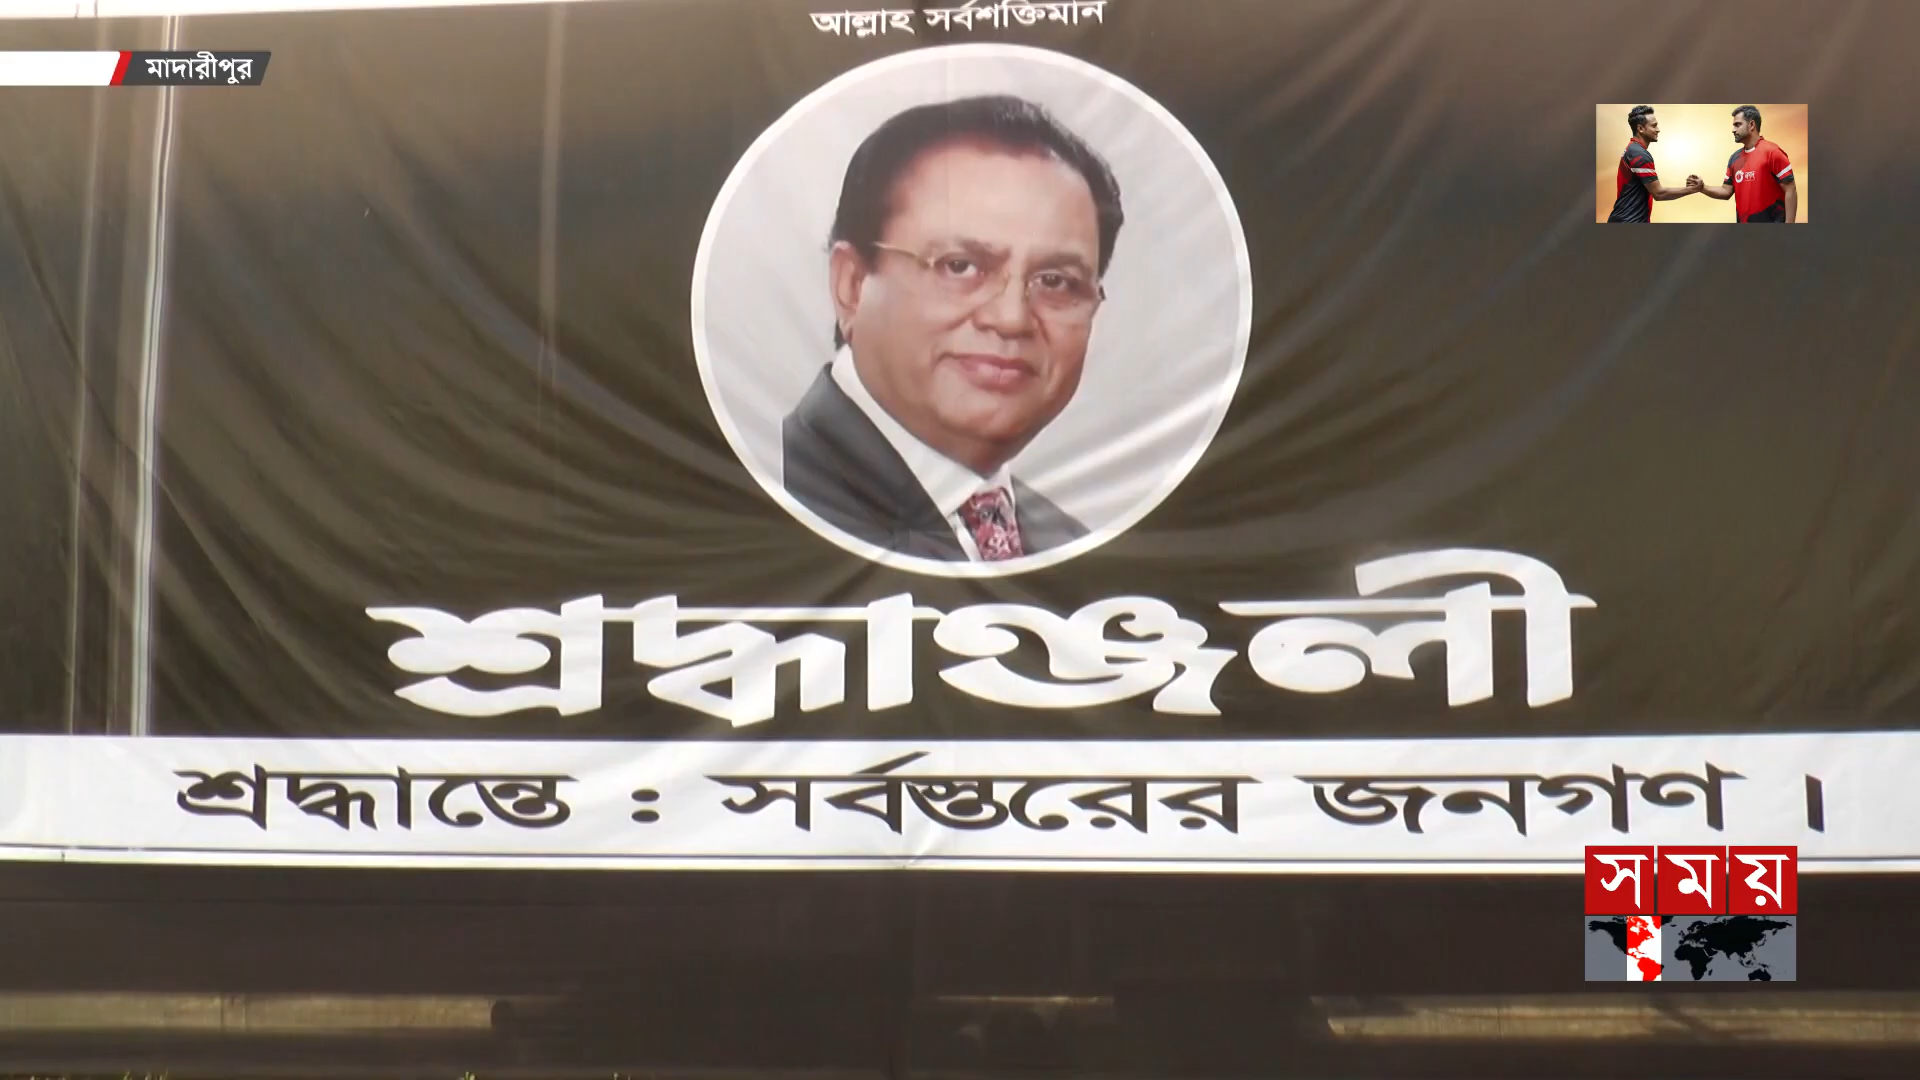 আল্লাহ সর্বশক্তিমান
মাদারীপুর
শ্রদ্ধাঞ্জলী
শ্রদ্ধান্তে : সর্বস্তরের জনগণ ।
সময়